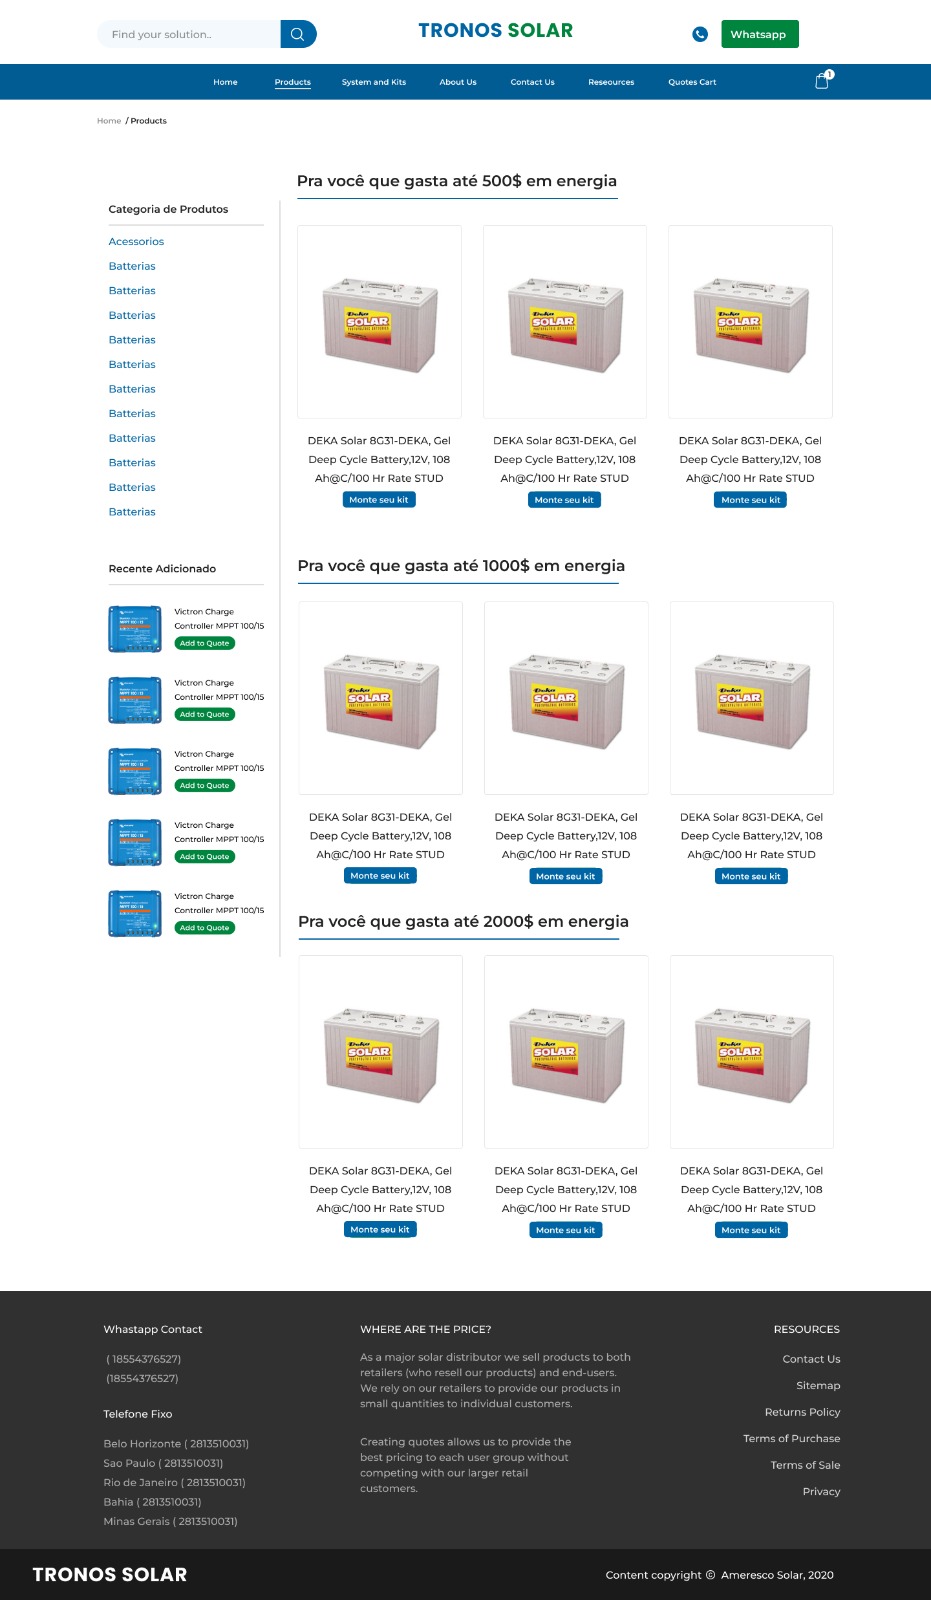 Find your solution..
TRONOS SOLAR
Whatsapp
Home
Products
System and Kits
About Us
Contact Us
Reseources
Quotes Cart
1
Home / Products
Categoria de Produtos
Acessorios
Batterias
Batterias
Batterias
Batterias
Batterias
Batterias
Batterias
Batterias
Batterias
Batterias
Batterias
Recente Adicionado
Victron Charge
Controller MPPT 100/15
Add to Quote
Victron Charge
Controller MPPT 100/15
Add to Quote
Victron Charge
Controller MPPT 100/15
Add to Quote
Victron Charge
Controller MPPT 100/15
Add to Quote
Victron Charge
Controller MPPT 100/15
Add to Quote
Pra você que gasta até 500$ em energia
Deka
SOLAR
Deka
SOLAR
Deka
SOLAR
DEKA Solar 8G31-DEKA, Gel
Deep Cycle Battery,12V, 108
Ah@C/100 Hr Rate STUD
Monte seu kit
DEKA Solar 8G31-DEKA, Gel
Deep Cycle Battery,12V, 108
Ah@C/100 Hr Rate STUD
Monte seu kit
DEKA Solar 8G31-DEKA, Gel
Deep Cycle Battery,12V, 108
Ah@C/100 Hr Rate STUD
Monte seu kit
Pra você que gasta até 1000$ em energia
Deka
SOLAR
Deka
SOLAR
Deka
SOLAR
DEKA Solar 8G31-DEKA, Gel
Deep Cycle Battery,12V, 108
Ah@C/100 Hr Rate STUD
Monte seu kit
DEKA Solar 8G31-DEKA, Gel
Deep Cycle Battery,12V, 108
Ah@C/100 Hr Rate STUD
Monte seu kit
DEKA Solar 8G31-DEKA, Gel
Deep Cycle Battery,12V, 108
Ah@C/100 Hr Rate STUD
Monte seu kit
Pra você que gasta até 2000$ em energia
Deka
SOLAR
Deka
SOLAR
Deka
SOLAR
DEKA Solar 8G31-DEKA, Gel
Deep Cycle Battery,12V, 108
Ah@C/100 Hr Rate STUD
Monte seu kit
DEKA Solar 8G31-DEKA, Gel
Deep Cycle Battery,12V, 108
Ah@C/100 Hr Rate STUD
Monte seu kit
DEKA Solar 8G31-DEKA, Gel
Deep Cycle Battery,12V, 108
Ah@C/100 Hr Rate STUD
Monte seu kit
Whastapp Contact
( 18554376527)
(18554376527)
Telefone Fixo
Belo Horizonte ( 2813510031)
Sao Paulo ( 2813510031)
Rio de Janeiro ( 2813510031)
Bahia ( 2813510031)
Minas Gerais ( 2813510031)
WHERE ARE THE PRICE?
As a major solar distributor we sell products to both
retailers (who resell our products) and end-users.
We rely on our retailers to provide our products in
small quantities to individual customers.
Creating quotes allows us to provide the
best pricing to each user group without
competing with our larger retail
customers.
RESOURCES
Contact Us
Sitemap
Returns Policy
Terms of Purchase
Terms of Sale
Privacy
TRONOS SOLAR
Content copyright © Ameresco Solar, 2020